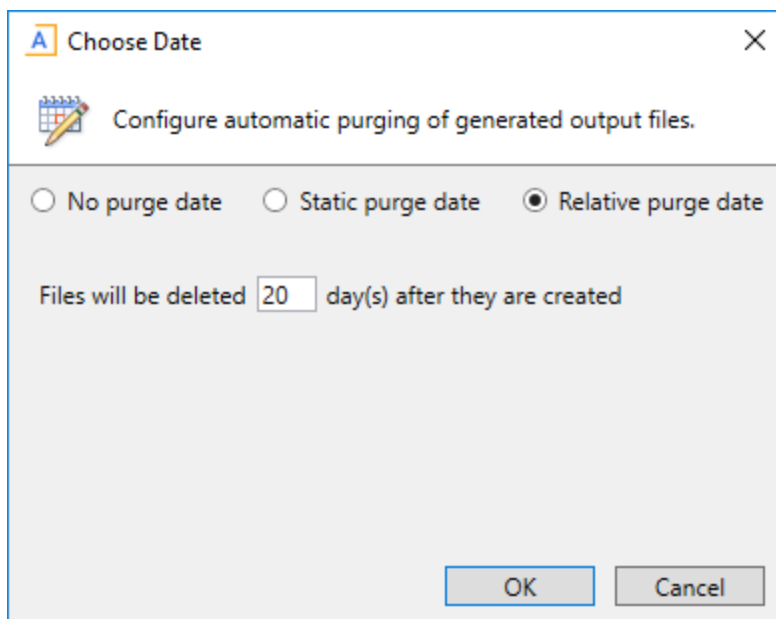 A Choose Date
Configure automatic purging of generated output files.
No purge date Static purge date Relative purge date
Files will be deleted 20 day(s) after they are created
OK Cancel